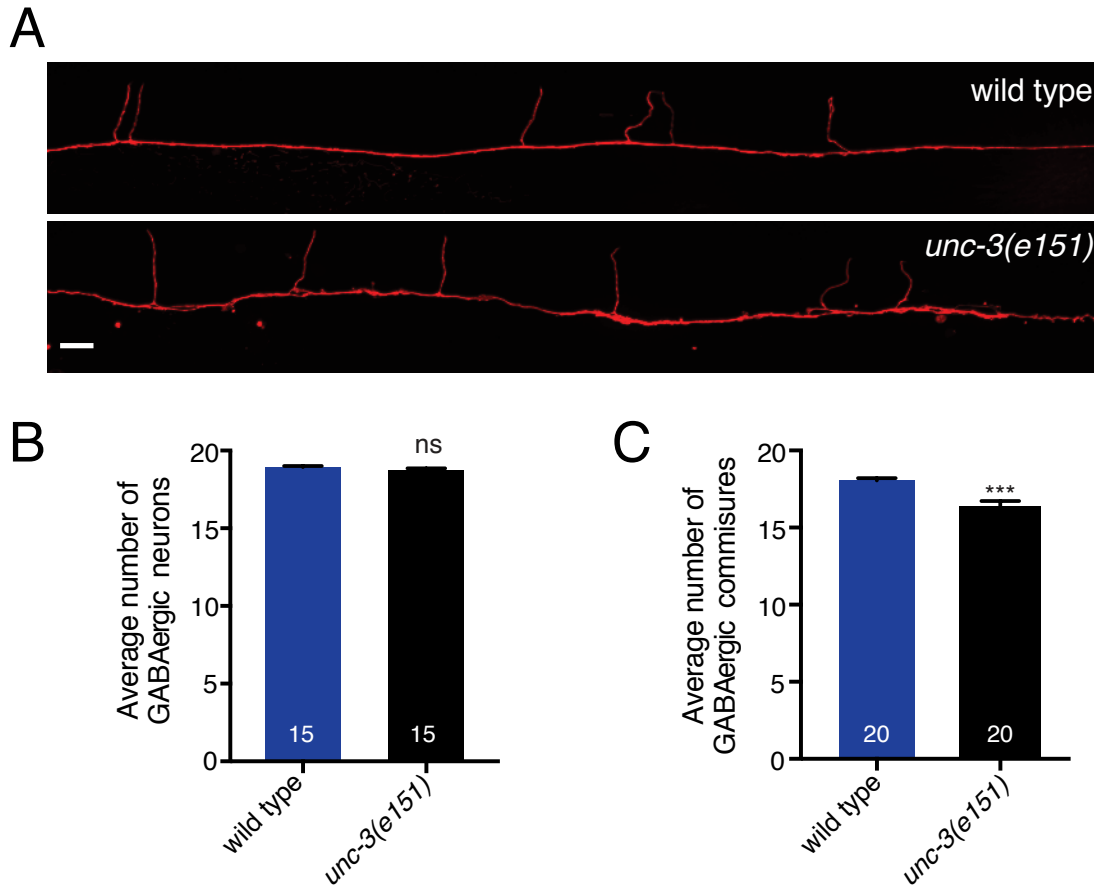 A
wild type
unc-3(e151)
B
Average number of
GABAergic neurons
20
15
10
5
0
ns
15
15
wild type
unc-3(e151)
C
Average number of
GABAergic commisures
20
15
10
5
0
***
20
20
wild type
unc-3(e151)